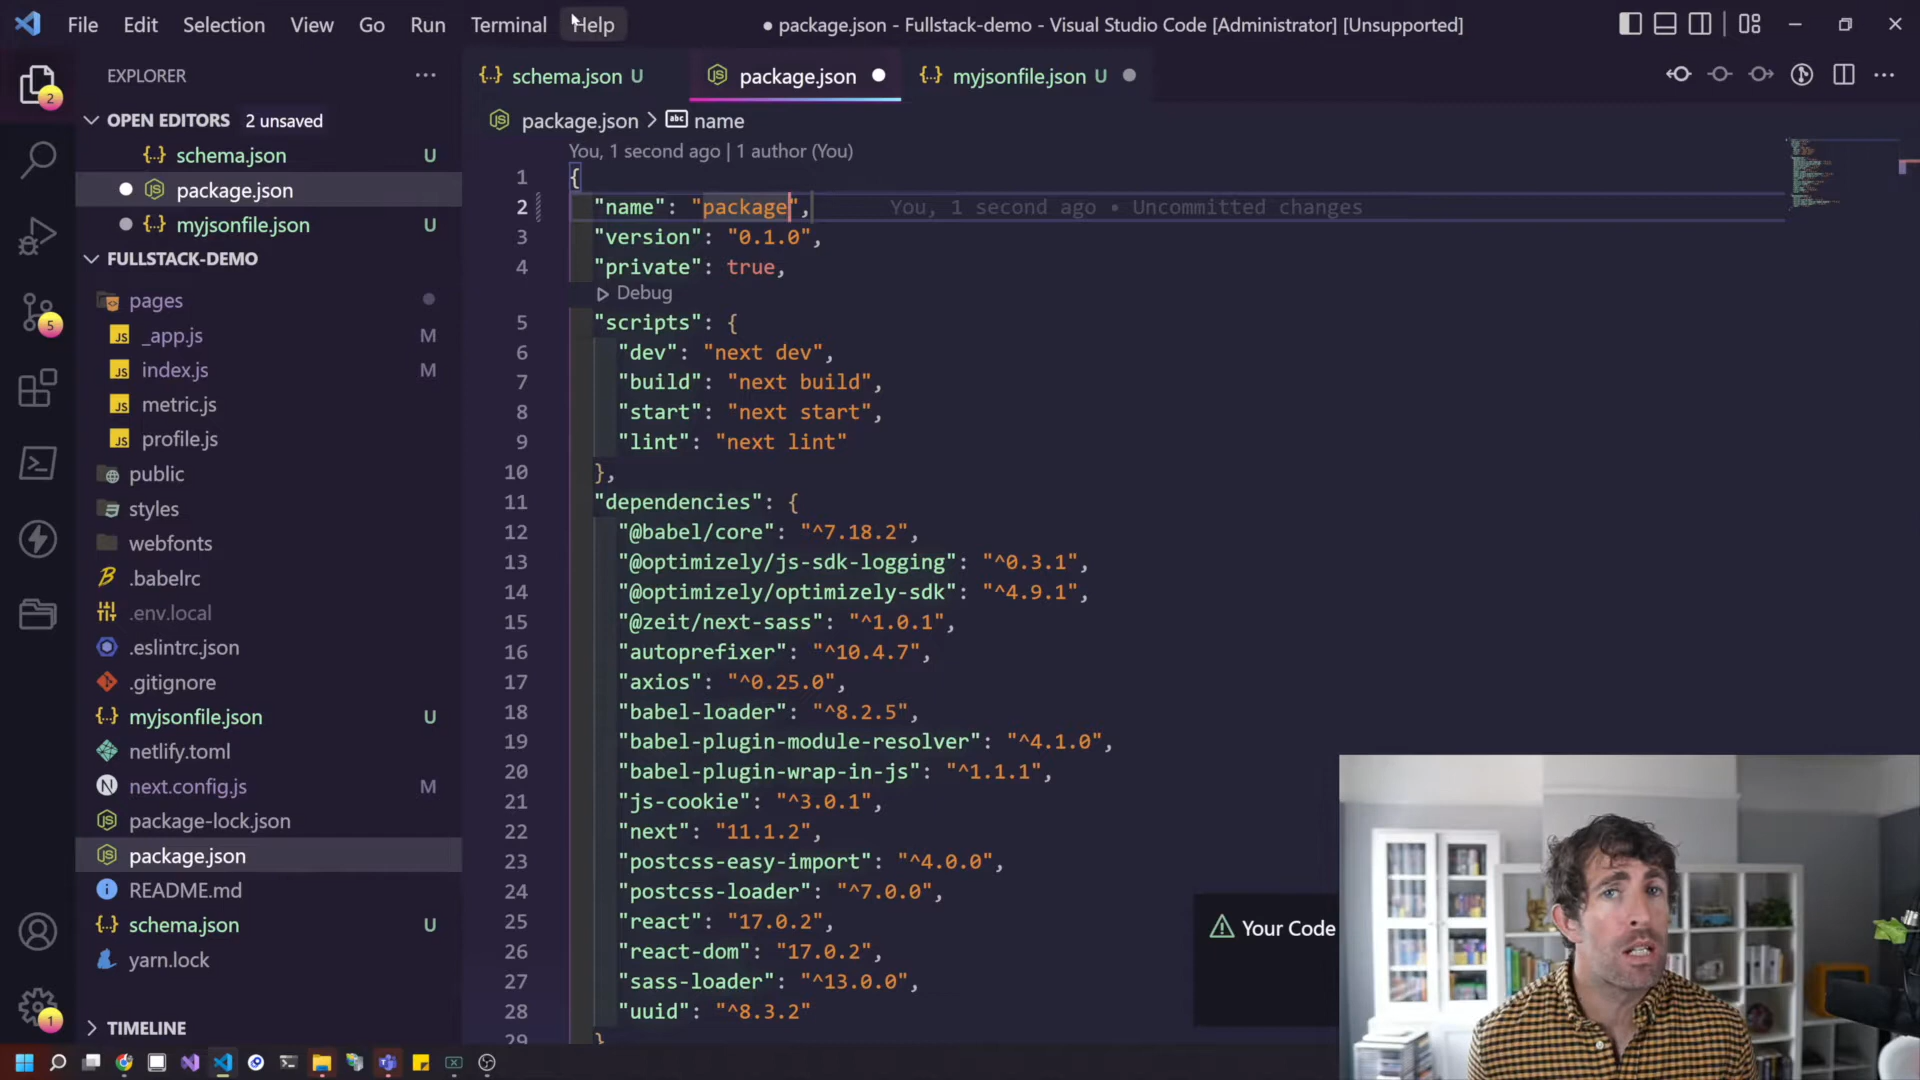 File Edit Selection View Go Run Terminal Help
● package.json - Fullstack-demo - Visual Studio Code [Administrator] [Unsupported]
EXPLORER
schema.json U
package.json
myjsonfile.json U
OPEN EDITORS 2 unsaved
schema.json U
package.json
myjsonfile.json U
FULLSTACK-DEMO
pages
JS _app.js M
JS index.js M
JS metric.js
JS profile.js
public
styles
webfonts
.babelrc
.env.local
.eslintrc.json
.gitignore
myjsonfile.json U
netlify.toml
N next.config.js M
package-lock.json
package.json
README.md
schema.json U
yarn.lock
TIMELINE
2
5
1
package.json > abc name
You, 1 second ago | 1 author (You)
1 {
2 "name": "package", You, 1 second ago • Uncommitted changes
3 "version": "0.1.0",
4 "private": true,
Debug
5 "scripts": {
6 "dev": "next dev",
7 "build": "next build",
8 "start": "next start",
9 "lint": "next lint"
10 },
11 "dependencies": {
12 "@babel/core": "^7.18.2",
13 "@optimizely/js-sdk-logging": "^0.3.1",
14 "@optimizely/optimizely-sdk": "^4.9.1",
15 "@zeit/next-sass": "^1.0.1",
16 "autoprefixer": "^10.4.7",
17 "axios": "^0.25.0",
18 "babel-loader": "^8.2.5",
19 "babel-plugin-module-resolver": "^4.1.0",
20 "babel-plugin-wrap-in-js": "^1.1.1",
21 "js-cookie": "^3.0.1",
22 "next": "11.1.2",
23 "postcss-easy-import": "^4.0.0",
24 "postcss-loader": "^7.0.0",
25 "react": "17.0.2",
26 "react-dom": "17.0.2",
27 "sass-loader": "^13.0.0",
28 "uuid": "^8.3.2"
29 }
Your Code